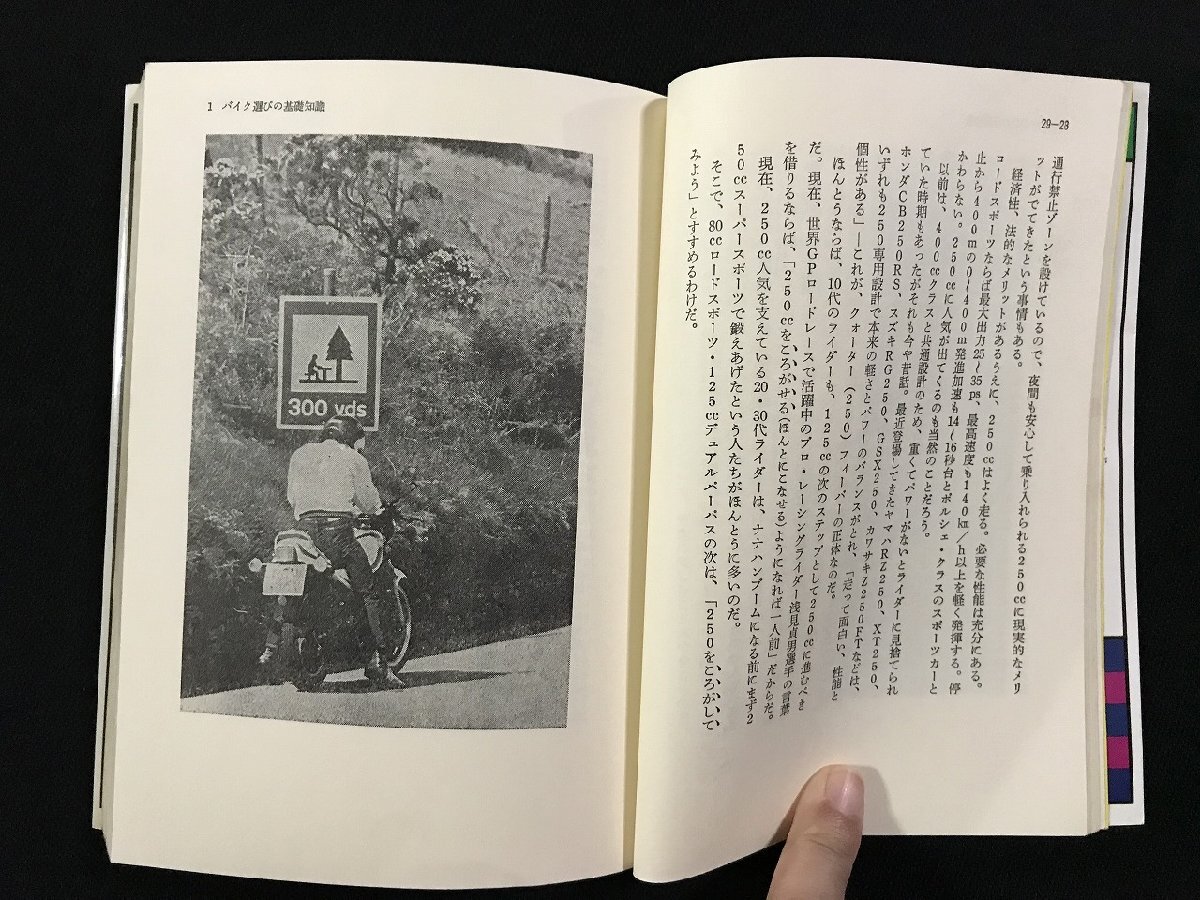 29―28
通行禁止ゾーンを設けているので、夜間も安心して乗り入れられる250ccに現実的なメリ
ットがでてきたという事情もある。
経済性、法的なメリットがあるうえに、250ccはよく走る。必要な性能は充分にある。
ロードスポーツならば最大出力25〜35ps、最高速度も140km/h以上を軽く発揮する。停
止から400mの0〜400m発進加速も14〜16秒台とポルシェ・クラスのスポーツカーと
かわらない。250ccに人気が出てくるのも当然のことだろう。
以前は、400ccクラスと共通設計のため、重くてパワーがないとライダーに見捨てられ
ていた時期もあったがそれも今や昔話。最近登場してきたヤマハRZ250、XT250、
ホンダCB250RS、スズキRG250、GSX250、カワサキZ250FTなどは、
いずれも250専用設計で本来の軽さとパワーのバランスがとれ、「走って面白い、性能と
個性がある」―これが、クォーター(250)フィーバーの正体なのだ。
ほんとうならば、10代のライダーも、125ccの次のステップとして250ccに進むべき
だ。現在、世界GPロードレースで活躍中のプロ・レーシングライダー浅見貞男選手の言葉
を借りるならば、「250ccをころがせる(ほんとにこなせる)ようになれば一人前」だからだ。
現在、250cc人気を支えている20・30代ライダーは、ナナハンブームになる前にまず2
50ccスーパースポーツで鍛えあげたという人たちがほんとうに多いのだ。
そこで、80ccロードスポーツ・125ccデュアルパーパスの次は、「250をころがして
みよう」とすすめるわけだ。
1 バイク選びの基礎知識
300 yds